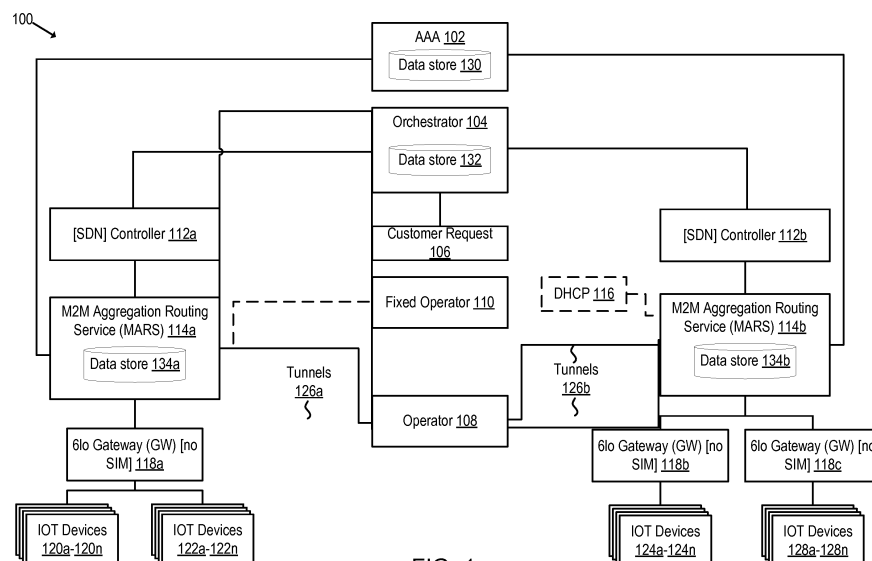 100
AAA 102
Data store 130
Orchestrator 104
Data store 132
[SDN] Controller 112a
Customer Request
106
[SDN] Controller 112b
Fixed Operator 110
DHCP 116
M2M Aggregation Routing
Service (MARS) 114a
Data store 134a
M2M Aggregation Routing
Service (MARS) 114b
Data store 134b
Tunnels
126a
Tunnels
126b
Operator 108
6lo Gateway (GW) [no
SIM] 118a
6lo Gateway (GW) [no
SIM] 118b
6lo Gateway (GW) [no
SIM] 118c
IOT Devices
120a-120n
IOT Devices
122a-122n
IOT Devices
124a-124n
IOT Devices
128a-128n